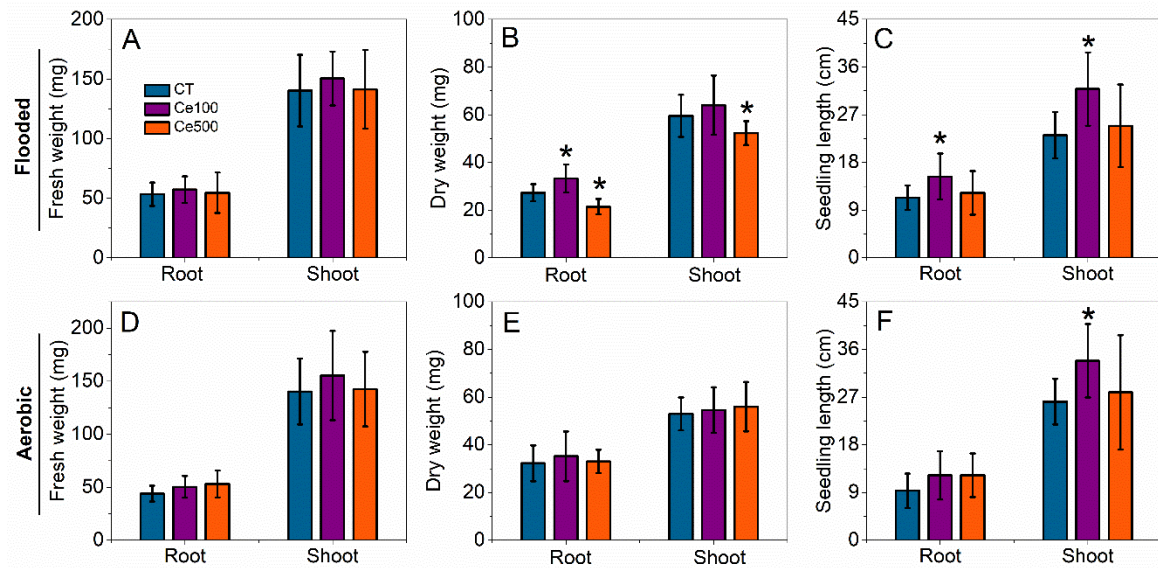 Flooded
Fresh weight (mg)
200
150
100
50
0
A
CT
Ce100
Ce500
Root
Shoot
Dry weight (mg)
100
80
60
40
20
0
B
*
*
*
Root
Shoot
Seedling length (cm)
45
36
27
18
9
0
C
*
*
Root
Shoot
Aerobic
Fresh weight (mg)
200
150
100
50
0
D
Root
Shoot
Dry weight (mg)
100
80
60
40
20
0
E
Root
Shoot
Seedling length (cm)
45
36
27
18
9
0
F
*
Root
Shoot